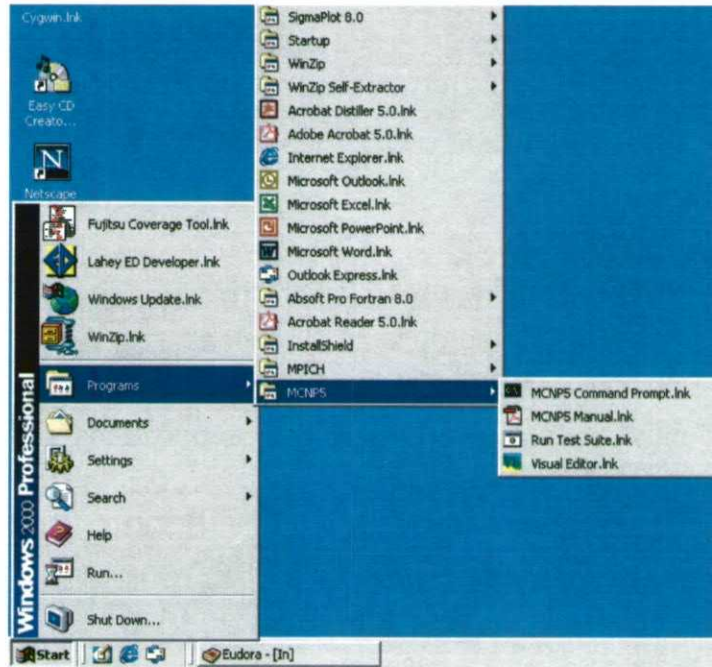 Cygwin.lnk
Easy CD
Creato...
Netscape
Fujitsu Coverage Tool.lnk
Lahey ED Developer.lnk
Windows Update.lnk
WinZip.lnk
Programs
Documents
Settings
Search
Help
Run...
Shut Down...
Windows 2000 Professional
SigmaPlot 8.0
Startup
WinZip
WinZip Self-Extractor
Acrobat Distiller 5.0.lnk
Adobe Acrobat 5.0.lnk
Internet Explorer.lnk
Microsoft Outlook.lnk
Microsoft Excel.lnk
Microsoft PowerPoint.lnk
Microsoft Word.lnk
Outlook Express.lnk
Absoft Pro Fortran 8.0
Acrobat Reader 5.0.lnk
InstallShield
MPICH
MCNP5
MCNP5 Command Prompt.lnk
MCNP5 Manual.lnk
Run Test Suite.lnk
Visual Editor.lnk
Start
Eudora - [In]